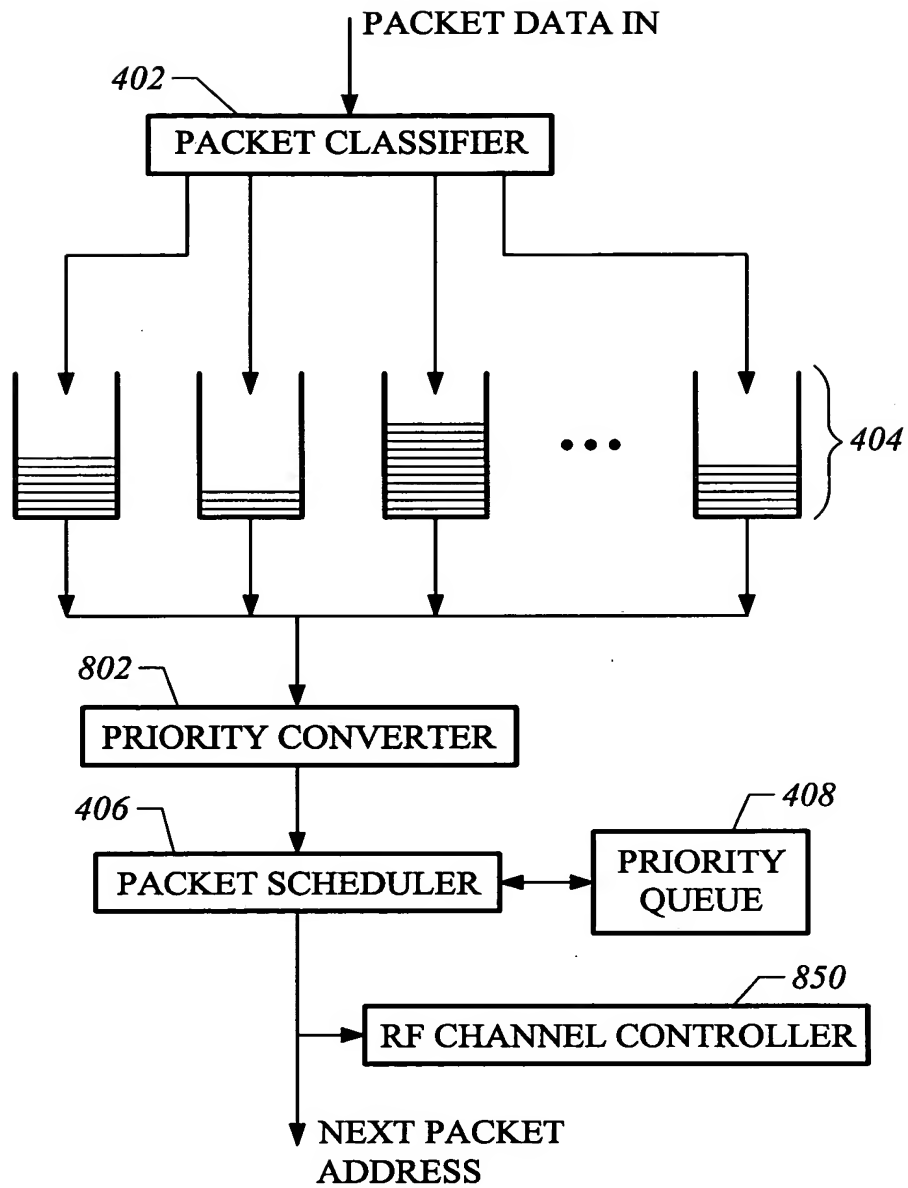 PACKET DATA IN
402
PACKET CLASSIFIER
404
802
PRIORITY CONVERTER
406
PACKET SCHEDULER
408
PRIORITY
QUEUE
850
RF CHANNEL CONTROLLER
NEXT PACKET
ADDRESS